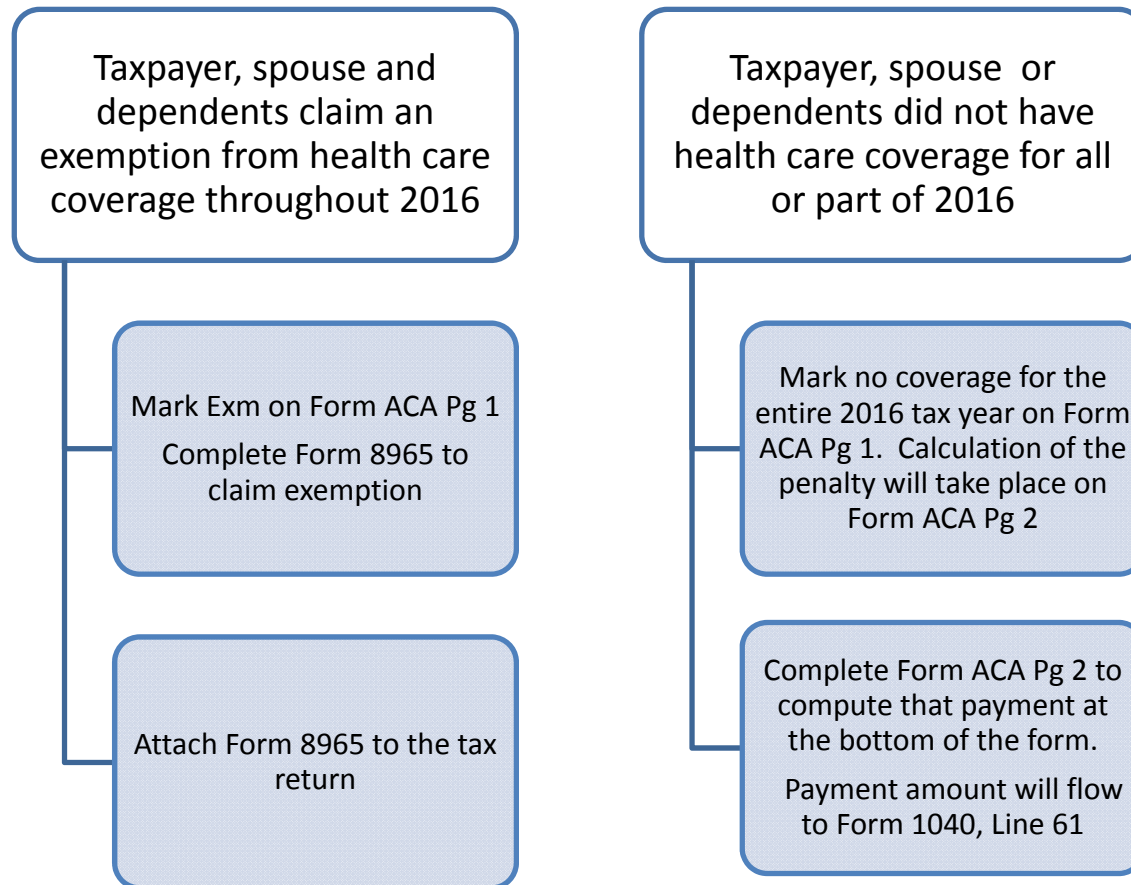 Taxpayer, spouse and
dependents claim an
exemption from health care
coverage throughout 2016
Mark Exm on Form ACA Pg 1
Complete Form 8965 to
claim exemption
Attach Form 8965 to the tax
return
Taxpayer, spouse or
dependents did not have
health care coverage for all
or part of 2016
Mark no coverage for the
entire 2016 tax year on Form
ACA Pg 1. Calculation of the
penalty will take place on
Form ACA Pg 2
Complete Form ACA Pg 2 to
compute that payment at
the bottom of the form.
Payment amount will flow
to Form 1040, Line 61